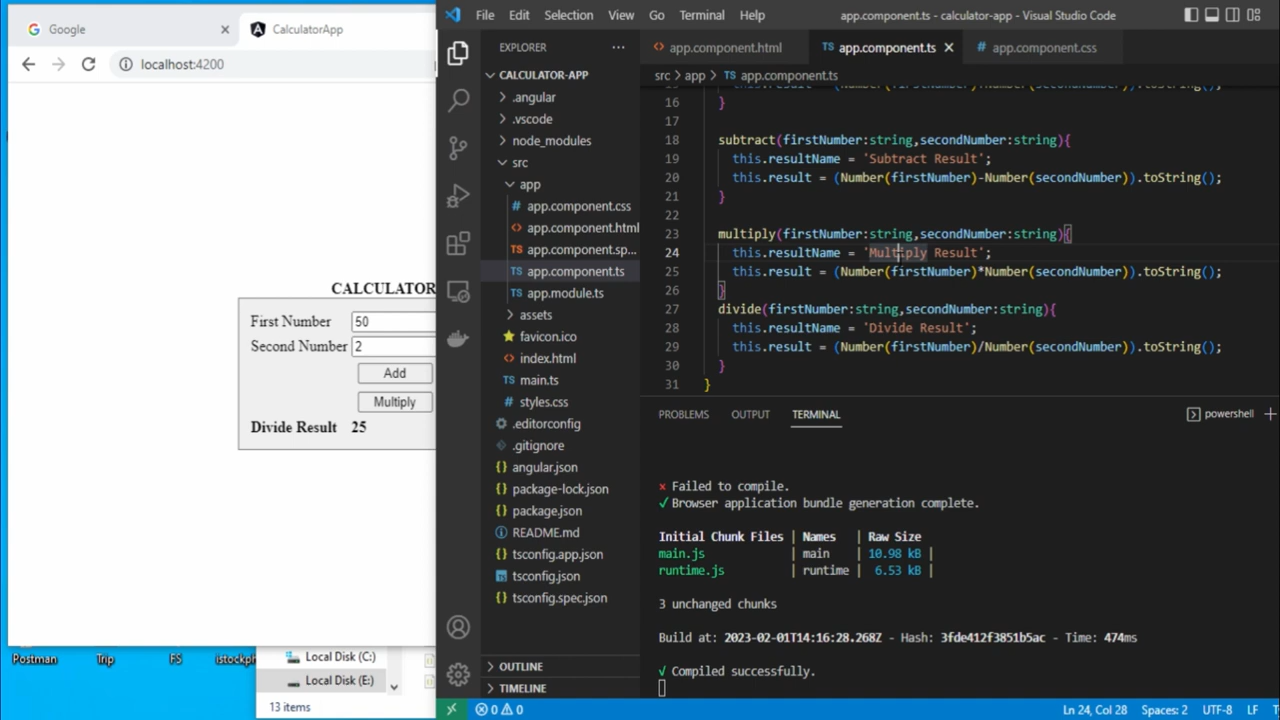 Google
CalculatorApp
localhost:4200
CALCULATOR
First Number 50
Second Number 2
Add
Multiply
Divide Result 25
Postman
Trip
FS
Local Disk (C:)
Local Disk (E:)
13 items
File Edit Selection View Go Terminal Help
app.component.ts - calculator-app - Visual Studio Code
EXPLORER
CALCULATOR-APP
.angular
.vscode
node_modules
src
app
# app.component.css
<> app.component.html
TS app.component.sp...
TS app.component.ts
TS app.module.ts
assets
favicon.ico
<> index.html
TS main.ts
# styles.css
.editorconfig
.gitignore
{} angular.json
{} package-lock.json
{} package.json
README.md
{} tsconfig.app.json
tsconfig.json
{} tsconfig.spec.json
OUTLINE
TIMELINE
<> app.component.html
TS app.component.ts
# app.component.css
src > app > TS app.component.ts
16 }
17
18 subtract(firstNumber:string,secondNumber:string){
19 this.resultName = 'Subtract Result';
20 this.result = (Number(firstNumber)-Number(secondNumber)).toString();
21 }
22
23 multiply(firstNumber:string,secondNumber:string){
24 this.resultName = 'Multiply Result';
25 this.result = (Number(firstNumber)*Number(secondNumber)).toString();
26 }
27 divide(firstNumber:string,secondNumber:string){
28 this.resultName = 'Divide Result';
29 this.result = (Number(firstNumber)/Number(secondNumber)).toString();
30 }
31 }
PROBLEMS OUTPUT TERMINAL
powershell
× Failed to compile.
√ Browser application bundle generation complete.
Initial Chunk Files | Names | Raw Size
main.js | main | 10.98 kB |
runtime.js | runtime | 6.53 kB |
3 unchanged chunks
Build at: 2023-02-01T14:16:28.268Z - Hash: 3fde412f3851b5ac - Time: 474ms
√ Compiled successfully.
0 0
Ln 24, Col 28 Spaces: 2 UTF-8 LF